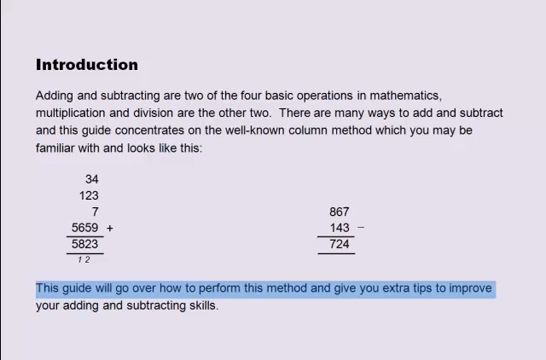 Introduction
Adding and subtracting are two of the four basic operations in mathematics,
multiplication and division are the other two. There are many ways to add and subtract
and this guide concentrates on the well-known column method which you may be
familiar with and looks like this:
34
123
7
5659 +
5823
1 2
867
143 –
724
This guide will go over how to perform this method and give you extra tips to improve
your adding and subtracting skills.